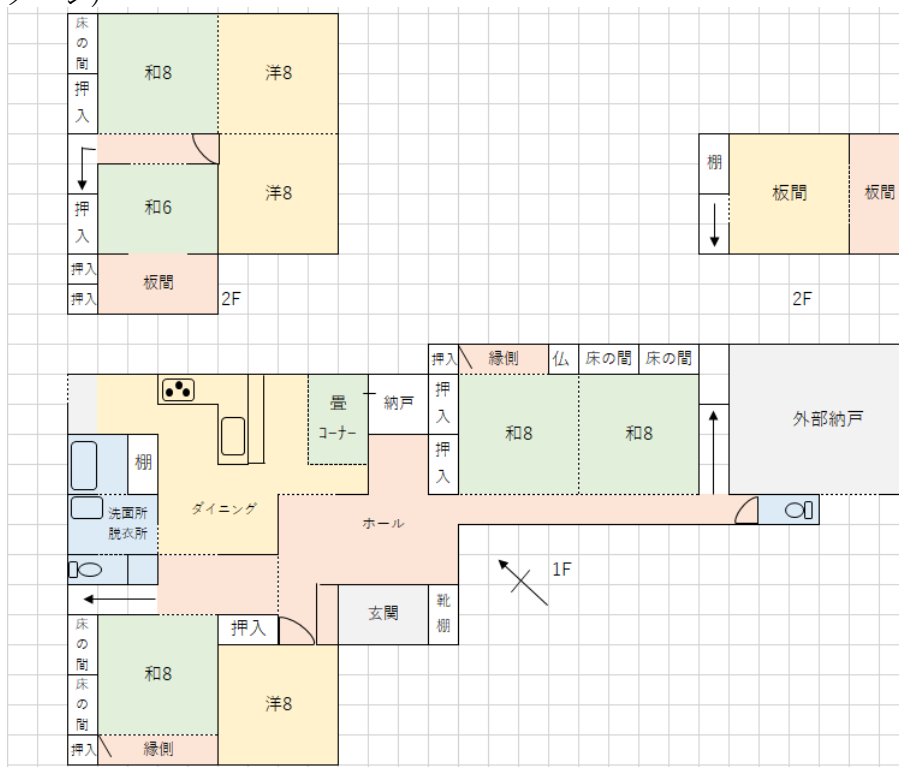 ゾーン)
床の間
和8
洋8
押入
棚
板間
板間
和6
洋8
押入
押入
板間
押入
2F
2F
押入
縁側
仏
床の間
床の間
畳
コーナー
納戸
押入
和8
和8
外部納戸
棚
押入
ダイニング
洗面所
脱衣所
ホール
1F
玄関
靴棚
床の間
押入
和8
床の間
洋8
押入
縁側